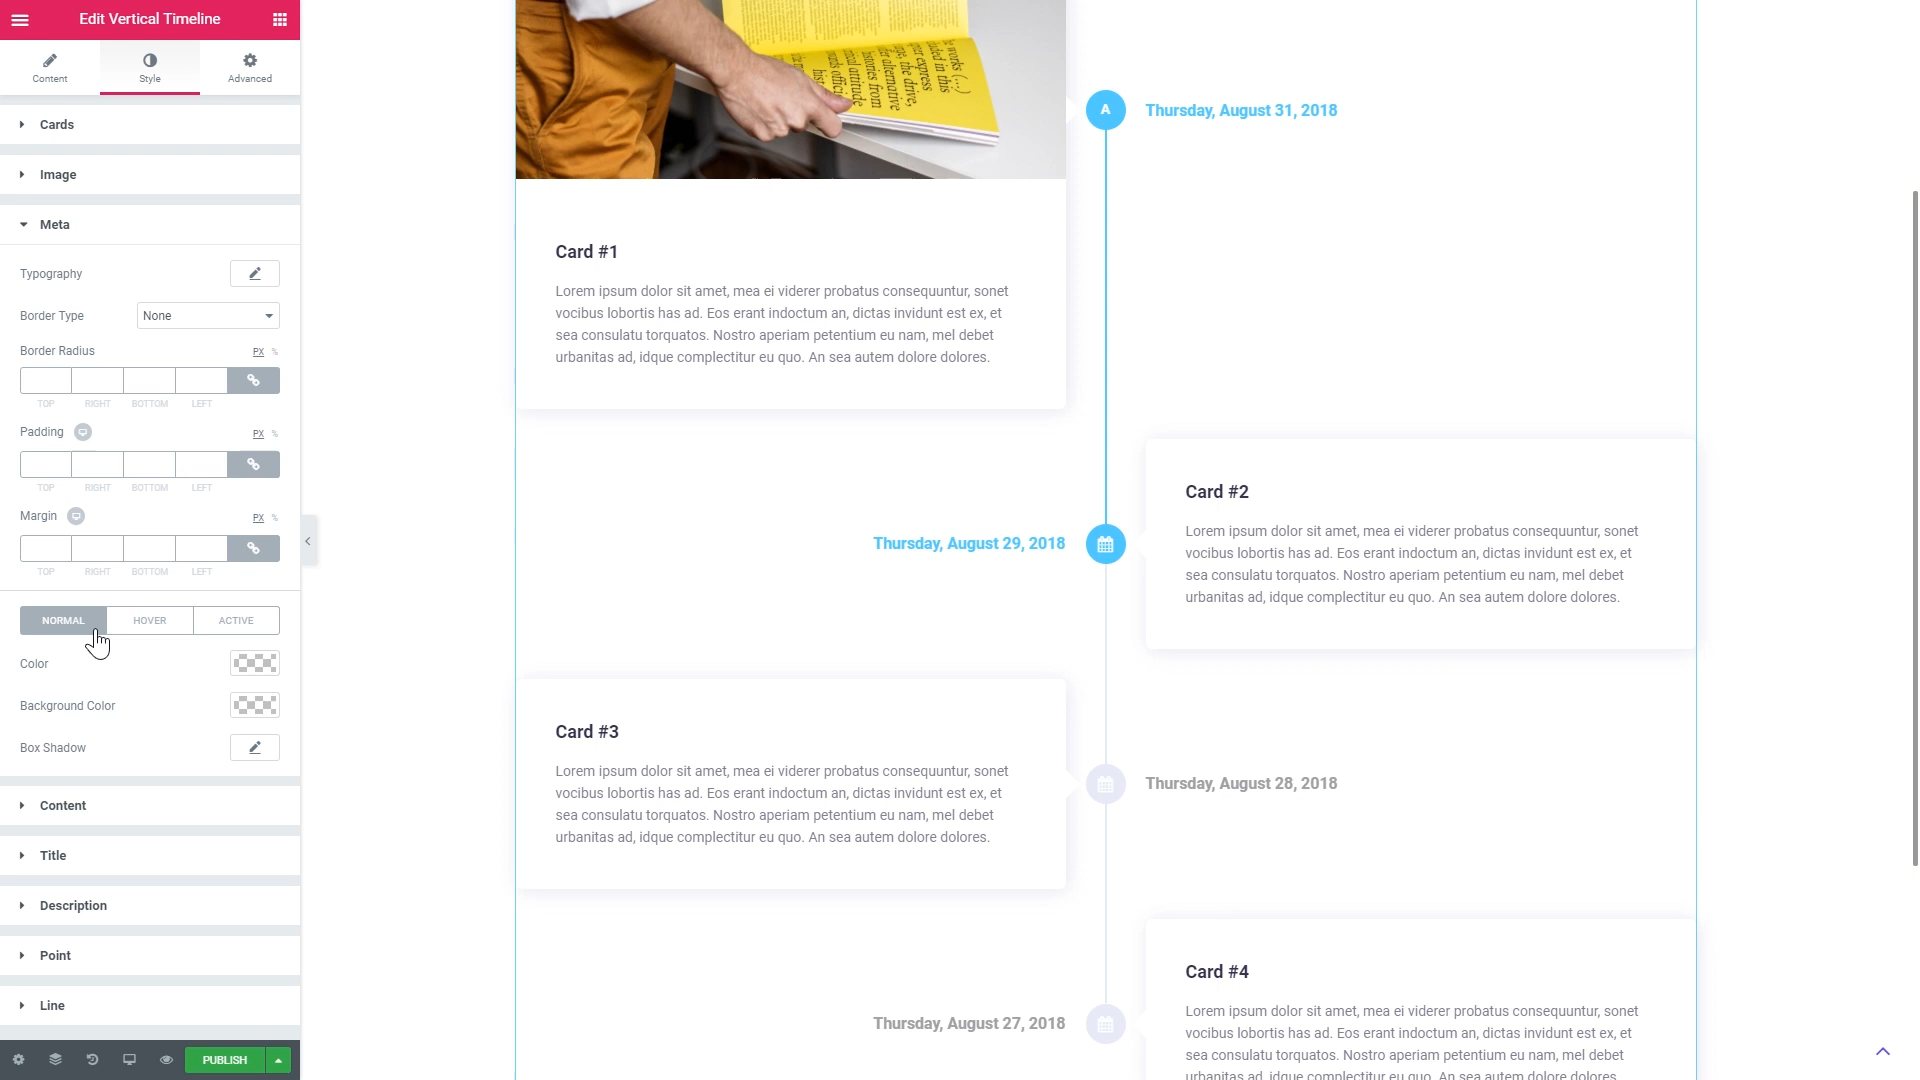 Edit Vertical Timeline
Content
Style
Advanced
Cards
Image
Meta
Typography
Border Type
None
Border Radius
PX %
TOP RIGHT BOTTOM LEFT
Padding
PX %
TOP RIGHT BOTTOM LEFT
Margin
PX %
TOP RIGHT BOTTOM LEFT
NORMAL
HOVER
ACTIVE
Color
Background Color
Box Shadow
Content
Title
Description
Point
Line
PUBLISH
A
Thursday, August 31, 2018
Card #1
Lorem ipsum dolor sit amet, mea ei viderer probatus consequuntur, sonet
vocibus lobortis has ad. Eos erant indoctum an, dictas invidunt est ex, et
sea consulatu torquatos. Nostro aperiam petentium eu nam, mel debet
urbanitas ad, idque complectitur eu quo. An sea autem dolore dolores.
Thursday, August 29, 2018
Card #2
Lorem ipsum dolor sit amet, mea ei viderer probatus consequuntur, sonet
vocibus lobortis has ad. Eos erant indoctum an, dictas invidunt est ex, et
sea consulatu torquatos. Nostro aperiam petentium eu nam, mel debet
urbanitas ad, idque complectitur eu quo. An sea autem dolore dolores.
Card #3
Lorem ipsum dolor sit amet, mea ei viderer probatus consequuntur, sonet
vocibus lobortis has ad. Eos erant indoctum an, dictas invidunt est ex, et
sea consulatu torquatos. Nostro aperiam petentium eu nam, mel debet
urbanitas ad, idque complectitur eu quo. An sea autem dolore dolores.
Thursday, August 28, 2018
Thursday, August 27, 2018
Card #4
Lorem ipsum dolor sit amet, mea ei viderer probatus consequuntur, sonet
vocibus lobortis has ad. Eos erant indoctum an, dictas invidunt est ex, et
sea consulatu torquatos. Nostro aperiam petentium eu nam, mel debet
urbanitas ad, idque complectitur eu quo. An sea autem dolore dolores.